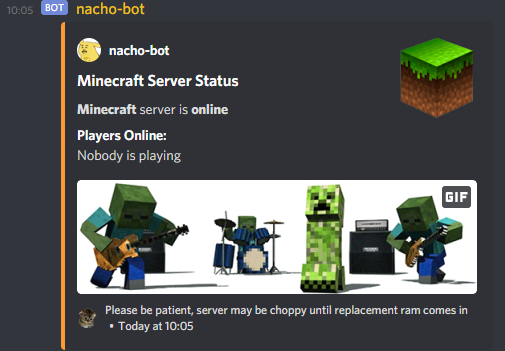 10:05 BOT nacho-bot
nacho-bot
Minecraft Server Status
Minecraft server is online
Players Online:
Nobody is playing
GIF
Please be patient, server may be choppy until replacement ram comes in
• Today at 10:05